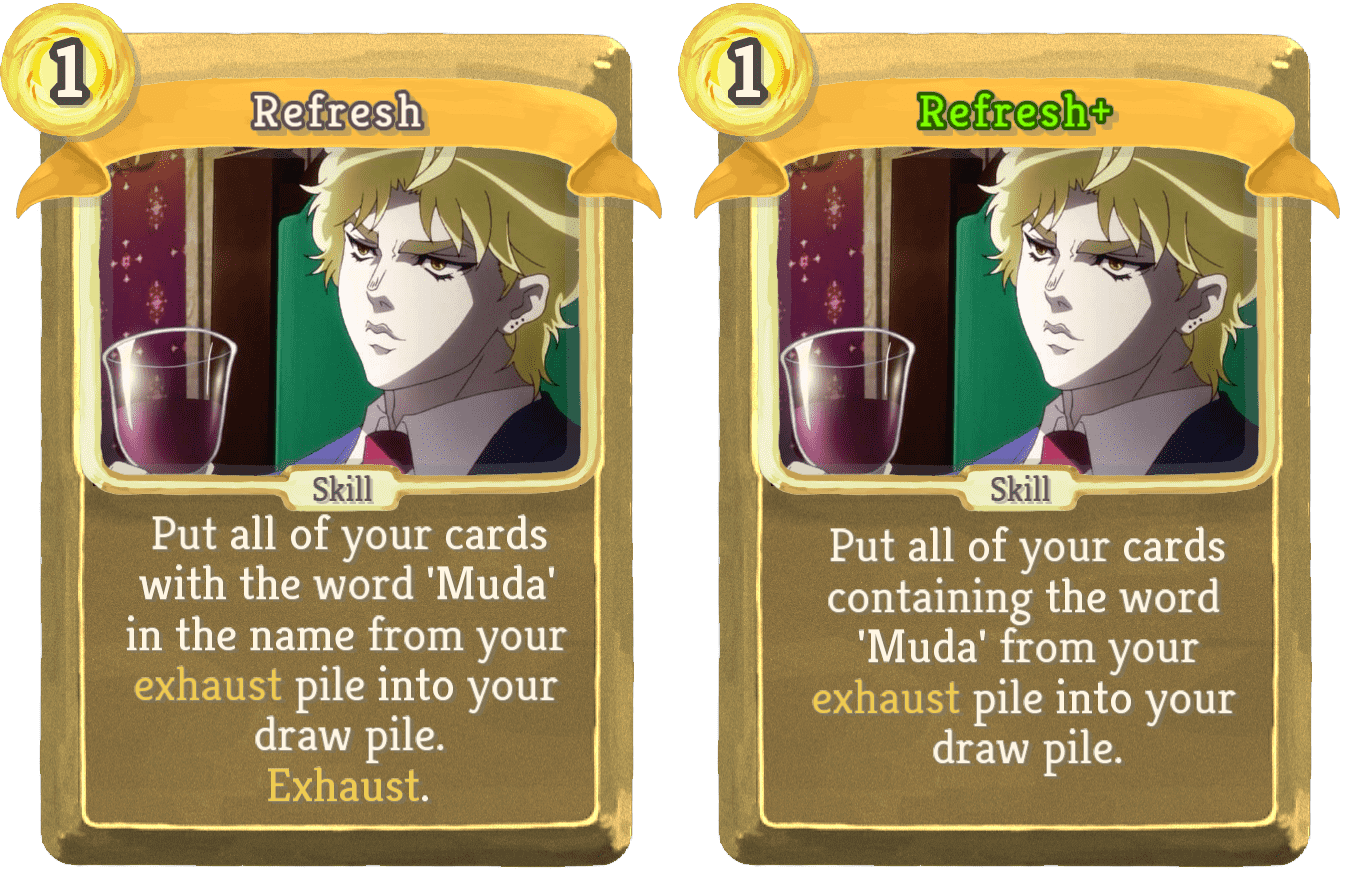 1
Refresh
Skill
Put all of your cards
with the word 'Muda'
in the name from your
exhaust pile into your
draw pile.
Exhaust.
1
Refresh+
Skill
Put all of your cards
containing the word
'Muda' from your
exhaust pile into your
draw pile.